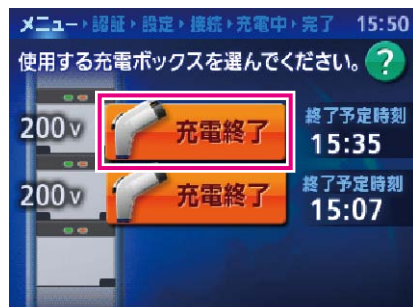 メニュー▶認証▶設定▶接続▶充電中▶完了 15:50
使用する充電ボックスを選んでください。 ?
200v 充電終了 終了予定時刻 15:35
200v 充電終了 終了予定時刻 15:07